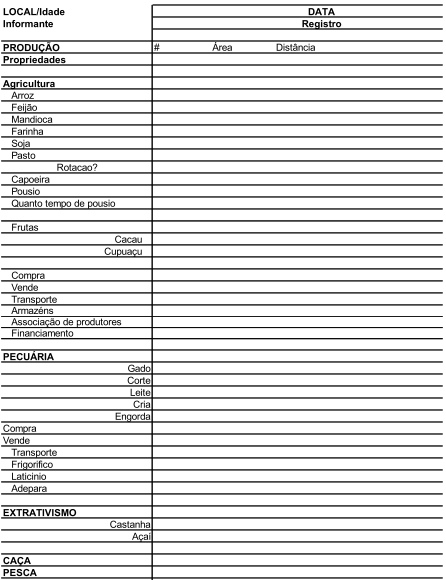 LOCAL/Idade DATA
Informante Registro
PRODUÇÃO # Área Distância
Propriedades
Agricultura
Arroz
Feijão
Mandioca
Farinha
Soja
Pasto
Rotacao?
Capoeira
Pousio
Quanto tempo de pousio
Frutas
Cacau
Cupuaçu
Compra
Vende
Transporte
Armazéns
Associação de produtores
Financiamento
PECUÁRIA
Gado
Corte
Leite
Cria
Engorda
Compra
Vende
Transporte
Frigorifico
Laticinio
Adepara
EXTRATIVISMO
Castanha
Açaí
CAÇA
PESCA